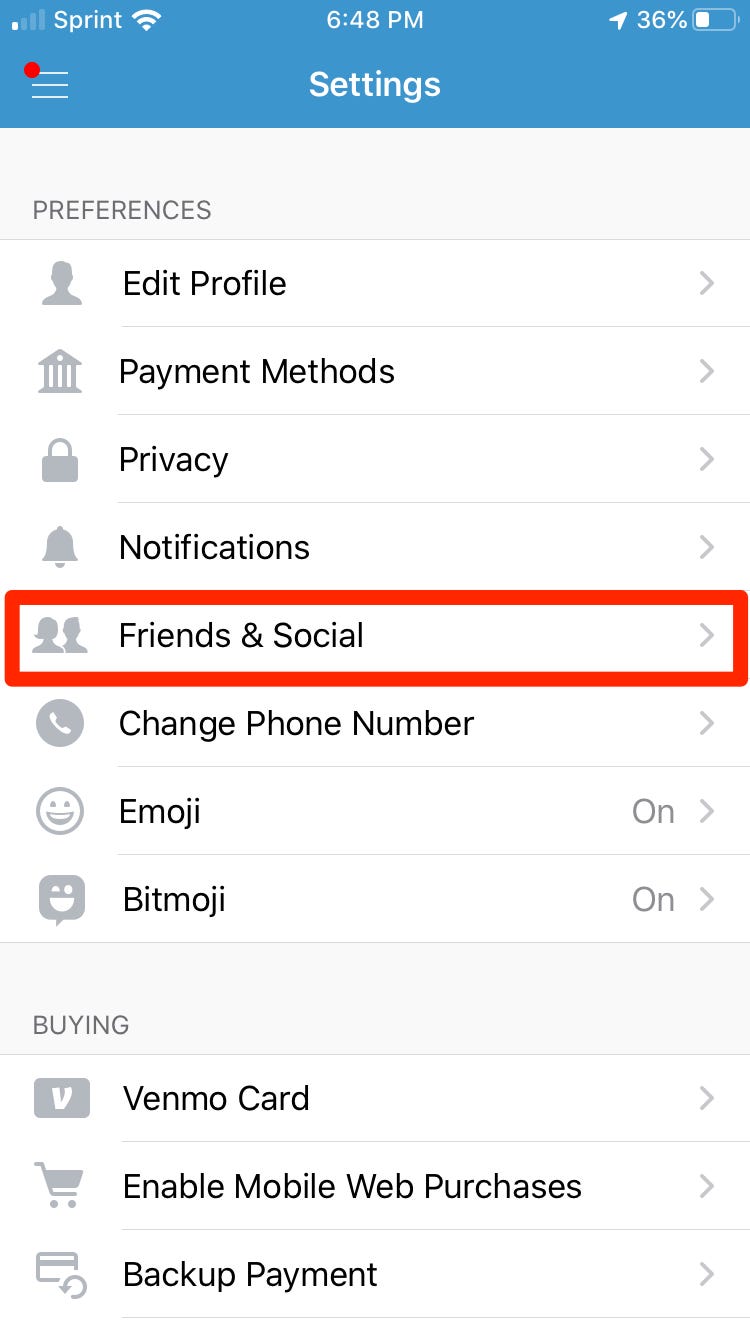 Sprint 6:48 PM 36%
Settings
PREFERENCES
Edit Profile
Payment Methods
Privacy
Notifications
Friends & Social
Change Phone Number
Emoji On
Bitmoji On
BUYING
Venmo Card
Enable Mobile Web Purchases
Backup Payment